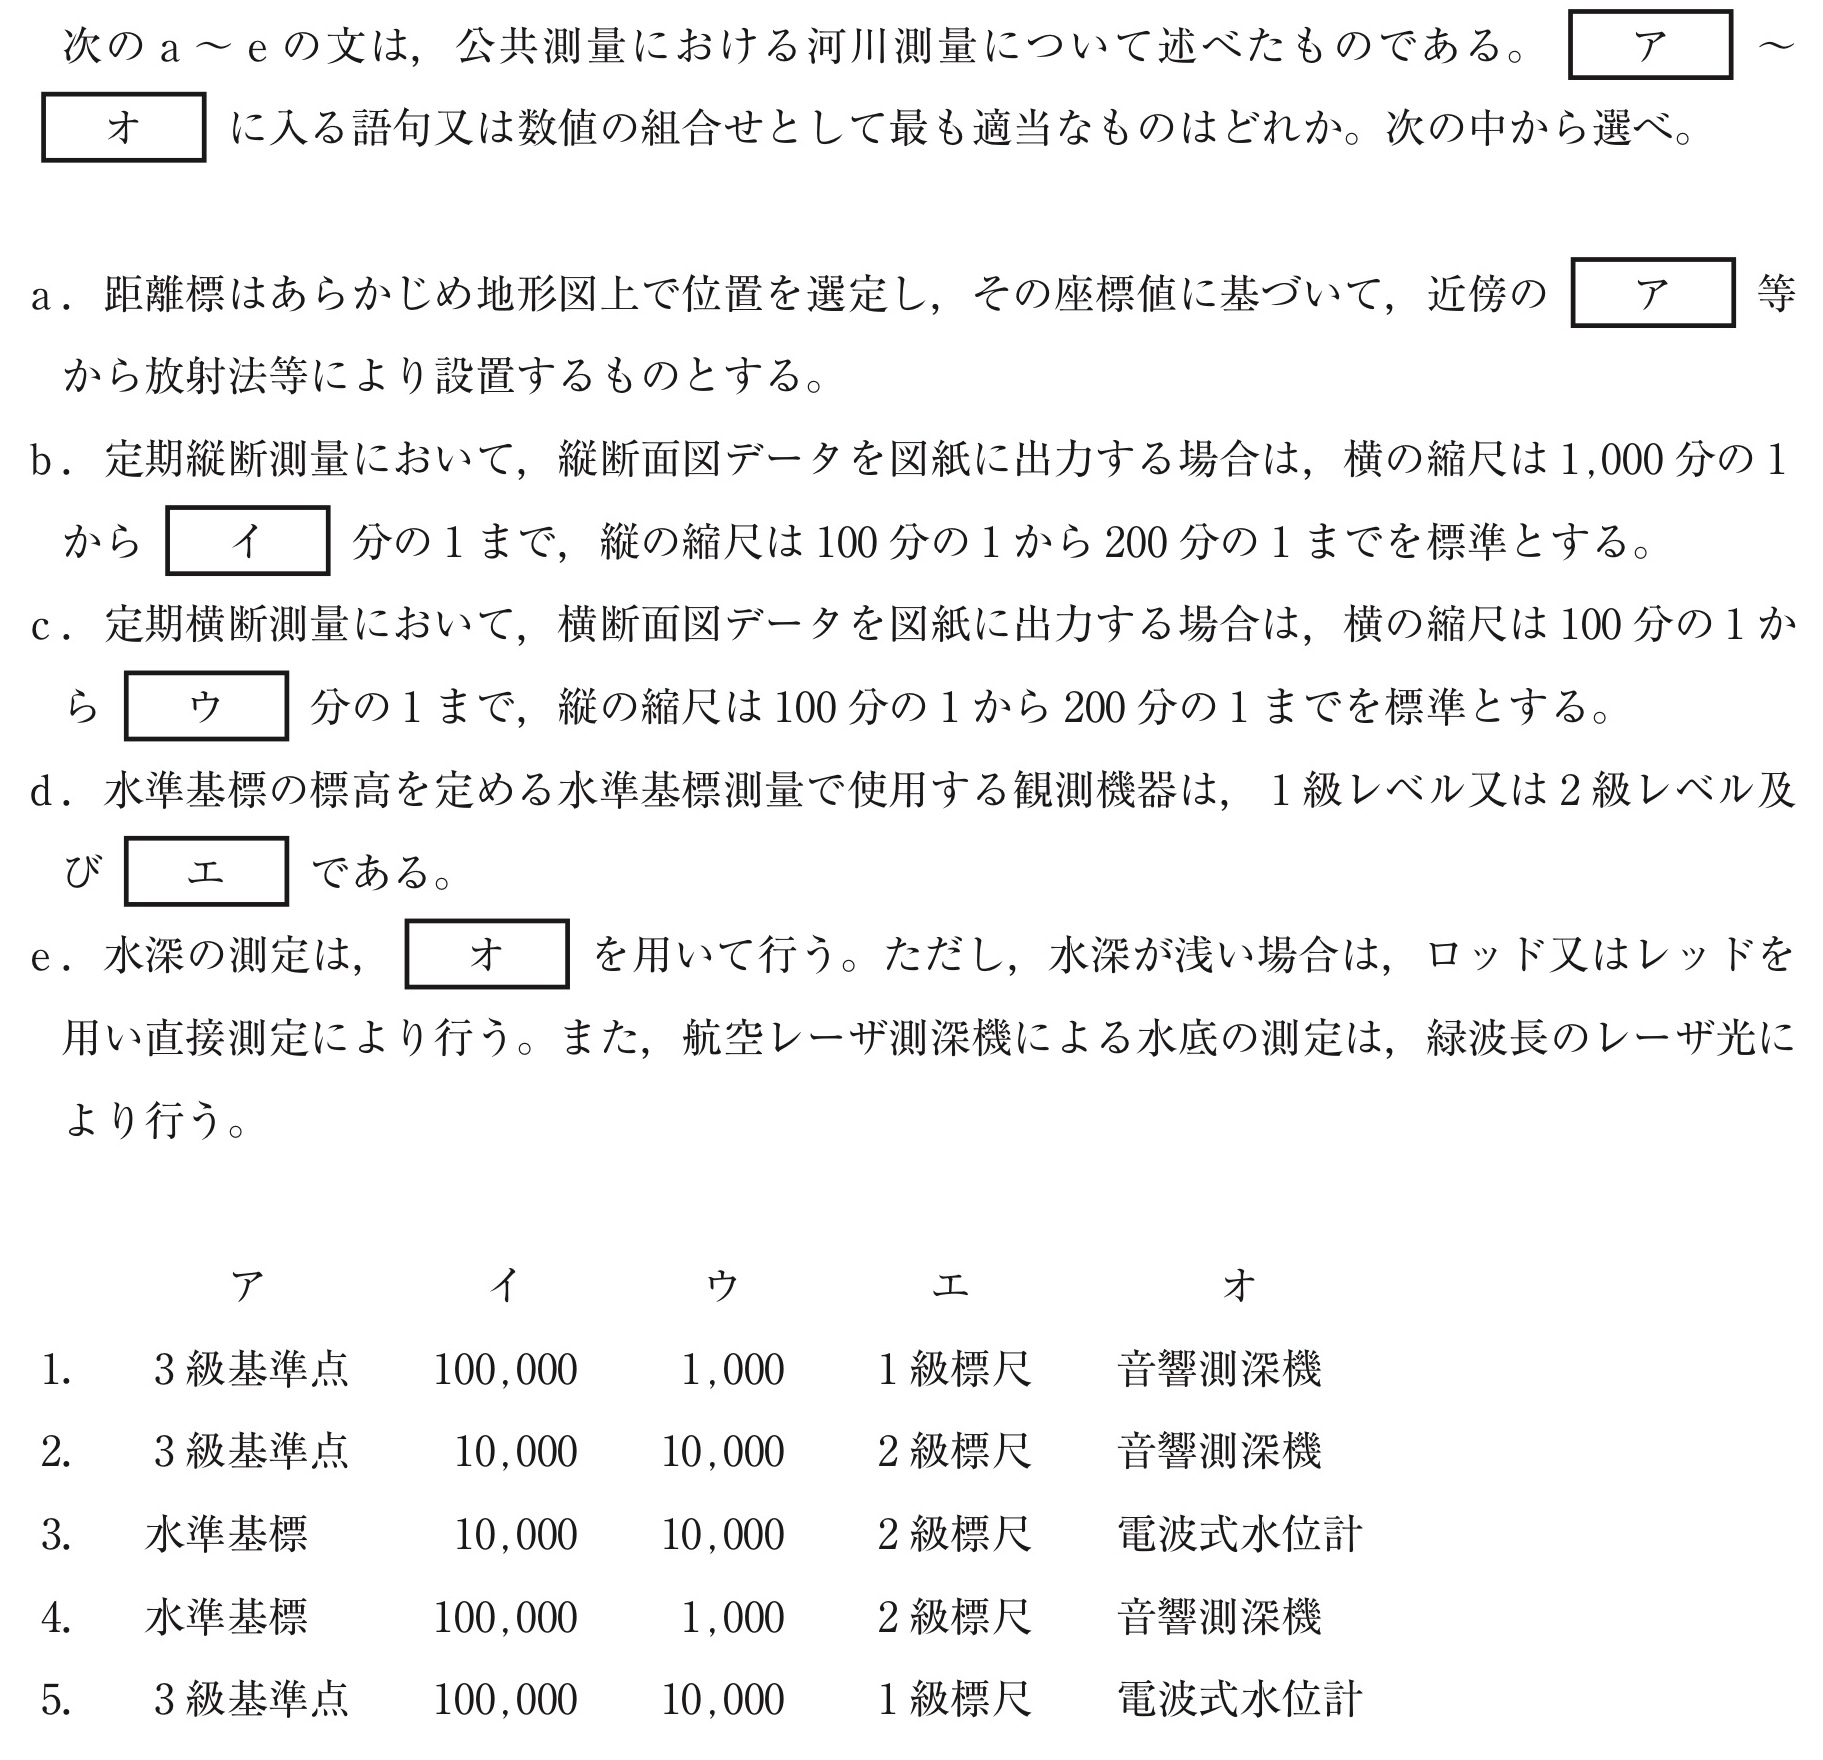 次の a ~ e の文は，公共測量における河川測量について述べたものである。 ア ~
オ に入る語句又は数値の組合せとして最も適当なものはどれか。次の中から選べ。
a．距離標はあらかじめ地形図上で位置を選定し，その座標値に基づいて，近傍の ア 等
から放射法等により設置するものとする。
b．定期縦断測量において，縦断面図データを図紙に出力する場合は，横の縮尺は 1,000 分の 1
から イ 分の 1 まで，縦の縮尺は 100 分の 1 から 200 分の 1 までを標準とする。
c．定期横断測量において，横断面図データを図紙に出力する場合は，横の縮尺は 100 分の 1 か
ら ウ 分の 1 まで，縦の縮尺は 100 分の 1 から 200 分の 1 までを標準とする。
d．水準基標の標高を定める水準基標測量で使用する観測機器は，1 級レベル又は 2 級レベル及
び エ である。
e．水深の測定は， オ を用いて行う。ただし，水深が浅い場合は，ロッド又はレッドを
用い直接測定により行う。また，航空レーザ測深機による水底の測定は，緑波長のレーザ光に
より行う。
ア イ ウ エ オ
1. 3 級基準点 100,000 1,000 1 級標尺 音響測深機
2. 3 級基準点 10,000 10,000 2 級標尺 音響測深機
3. 水準基標 10,000 10,000 2 級標尺 電波式水位計
4. 水準基標 100,000 1,000 2 級標尺 音響測深機
5. 3 級基準点 100,000 10,000 1 級標尺 電波式水位計